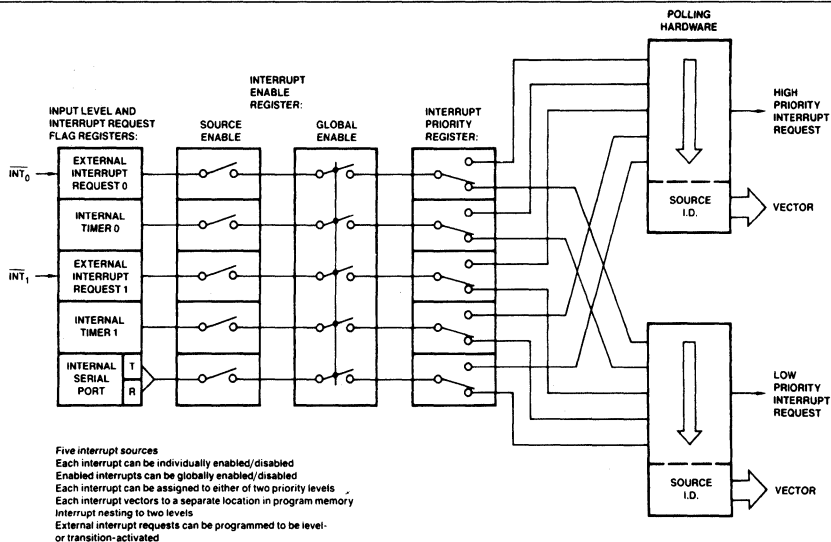 POLLING
HARDWARE
INTERRUPT
ENABLE
REGISTER:
INPUT LEVEL AND
INTERRUPT REQUEST
FLAG REGISTERS:
SOURCE
ENABLE
GLOBAL
ENABLE
INTERRUPT
PRIORITY
REGISTER:
HIGH
PRIORITY
INTERRUPT
REQUEST
INT0
EXTERNAL
INTERRUPT
REQUEST 0
INTERNAL
TIMER 0
SOURCE
I.D.
VECTOR
INT1
EXTERNAL
INTERRUPT
REQUEST 1
INTERNAL
TIMER 1
INTERNAL
SERIAL
PORT
T
R
LOW
PRIORITY
INTERRUPT
REQUEST
SOURCE
I.D.
VECTOR
Five interrupt sources
Each interrupt can be individually enabled/disabled
Enabled interrupts can be globally enabled/disabled
Each interrupt can be assigned to either of two priority levels
Each interrupt vectors to a separate location in program memory
Interrupt nesting to two levels
External interrupt requests can be programmed to be level-
or transition-activated